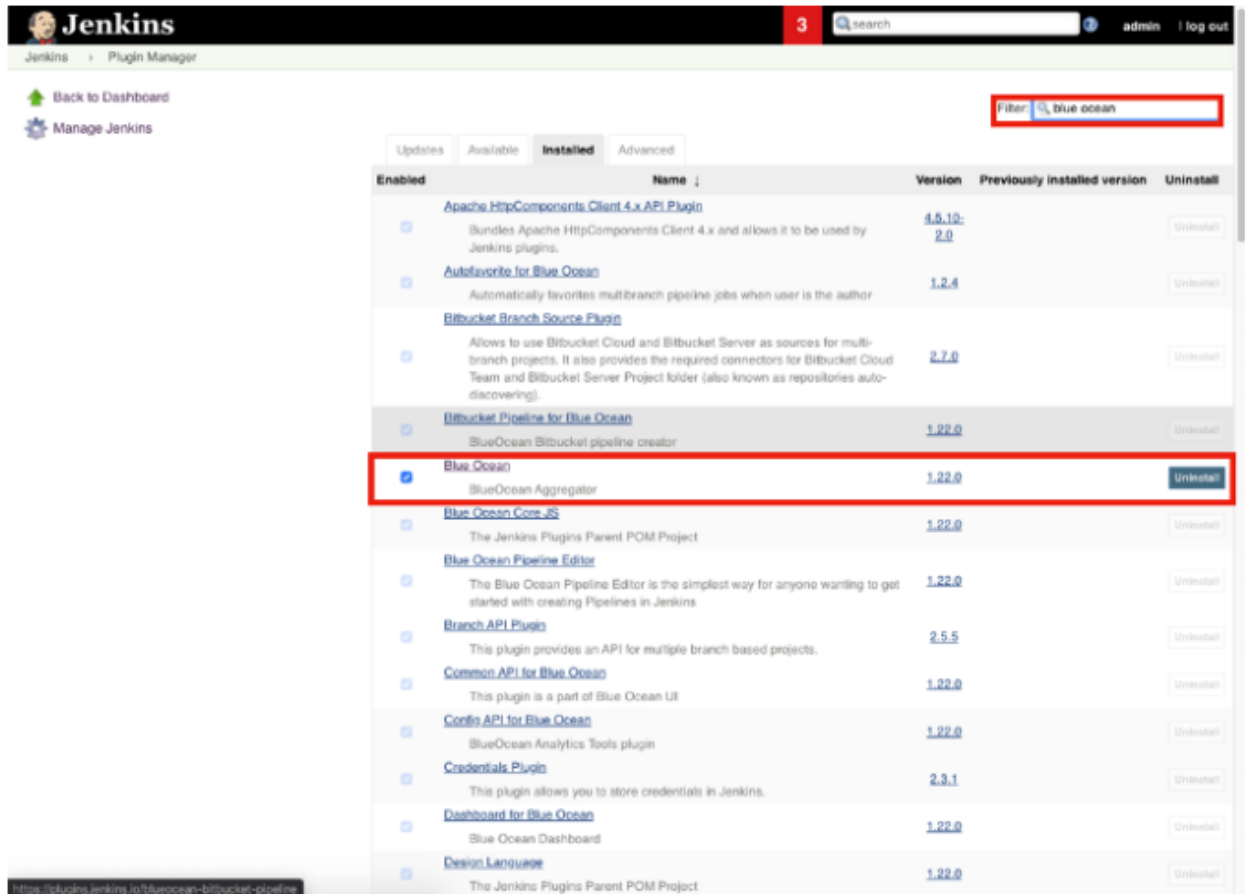 Jenkins
3
search
admin
| log out
Jenkins › Plugin Manager
Back to Dashboard
Manage Jenkins
Filter: blue ocean
Updates Available Installed Advanced
Enabled Name ↓ Version Previously installed version Uninstall
Apache HttpComponents Client 4.x API Plugin
Bundles Apache HttpComponents Client 4.x and allows it to be used by
Jenkins plugins.
4.5.10-
2.0
Uninstall
Autofavorite for Blue Ocean
Automatically favorites multibranch pipeline jobs when user is the author
1.2.4
Uninstall
Bitbucket Branch Source Plugin
Allows to use Bitbucket Cloud and Bitbucket Server as sources for multi-
branch projects. It also provides the required connectors for Bitbucket Cloud
Team and Bitbucket Server Project folder (also known as repositories auto-
discovering).
2.7.0
Uninstall
Bitbucket Pipeline for Blue Ocean
BlueOcean Bitbucket pipeline creator
1.22.0
Uninstall
Blue Ocean
BlueOcean Aggregator
1.22.0
Uninstall
Blue Ocean Core JS
The Jenkins Plugins Parent POM Project
1.22.0
Uninstall
Blue Ocean Pipeline Editor
The Blue Ocean Pipeline Editor is the simplest way for anyone wanting to get
started with creating Pipelines in Jenkins
1.22.0
Uninstall
Branch API Plugin
This plugin provides an API for multiple branch based projects.
2.5.5
Uninstall
Common API for Blue Ocean
This plugin is a part of Blue Ocean UI
1.22.0
Uninstall
Config API for Blue Ocean
BlueOcean Analytics Tools plugin
1.22.0
Uninstall
Credentials Plugin
This plugin allows you to store credentials in Jenkins.
2.3.1
Uninstall
Dashboard for Blue Ocean
Blue Ocean Dashboard
1.22.0
Uninstall
Design Language
The Jenkins Plugins Parent POM Project
1.22.0
Uninstall
https://plugins.jenkins.io/blueocean-bitbucket-pipeline